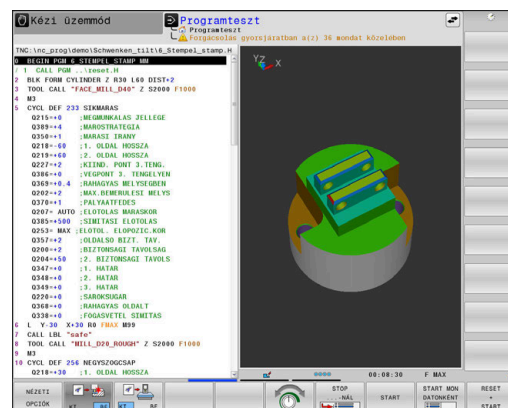 Kézi üzemmód
Programteszt
Programteszt
Forgácsolás gyorsjáratban a(z) 36 mondat közelében
TNC:\nc_prog\demo\Schwenken_tilt\6_Stempel_stamp.H
0 BEGIN PGM 6_STEMPEL_STAMP MM
/ 1 CALL PGM ..\reset.H
2 BLK FORM CYLINDER Z R30 L60 DIST+2
3 TOOL CALL "FACE_MILL_D40" Z S2000 F1000
4 M3
5 CYCL DEF 233 SIKMARAS
Q215=+0 ;MEGMUNKALAS JELLEGE
Q389=+4 ;MAROSTRATEGIA
Q350=+1 ;MARASI IRANY
Q218=-60 ;1. OLDAL HOSSZA
Q219=+60 ;2. OLDAL HOSSZA
Q227=+2 ;KIIND. PONT 3.TENG.
Q386=+0 ;VEGPONT 3. TENGELYEN
Q369=+0.4 ;RAHAGYAS MELYSEGBEN
Q202=+2 ;MAX.BEMERULESI MELYS
Q370=+1 ;PALYAATFEDES
Q207= AUTO ;ELOTOLAS MARASKOR
Q385=+500 ;SIMITASI ELOTOLAS
Q253= MAX ;ELOTOL. ELOPOZIC.KOR
Q357=+2 ;OLDALSO BIZT. TAV.
Q200=+2 ;BIZTONSAGI TAVOLSAG
Q204=+50 ;2. BIZTONSAGI TAVOLS
Q347=+0 ;1. HATAR
Q348=+0 ;2. HATAR
Q349=+0 ;3. HATAR
Q220=+0 ;SAROKSUGAR
Q368=+0 ;RAHAGYAS OLDALT
Q338=+0 ;FOGASVETEL SIMITAS
6 L Y-30 X+30 R0 FMAX M99
7 CALL LBL "safe"
8 TOOL CALL "MILL_D20_ROUGH" Z S2000 F1000
9 M3
10 CYCL DEF 256 NEGYSZOGCSAP
Q218=+30 ;1. OLDAL HOSSZA
Y Z X
00:08:30 F MAX
NÉZETI
OPCIÓK
KI BE
KI BE
STOP
...-NÁL
START
START MON
DATONKÉNT
RESET
+
START